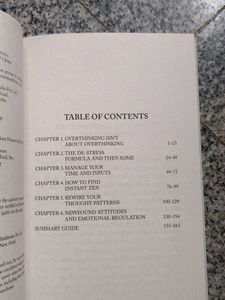 TABLE OF CONTENTS
CHAPTER 1. OVERTHINKING ISN'T
ABOUT OVERTHINKING 1-23
CHAPTER 2. THE DE-STRESS
FORMULA AND THEN SOME 24-48
CHAPTER 3. MANAGE YOUR
TIME AND INPUTS 49-75
CHAPTER 4. HOW TO FIND
INSTANT ZEN 76-99
CHAPTER 5. REWIRE YOUR
THOUGHT PATTERNS 100-129
CHAPTER 6. NEWFOUND ATTITUDES
AND EMOTIONAL REGULATION 130-154
SUMMARY GUIDE 155-163
New Delhi